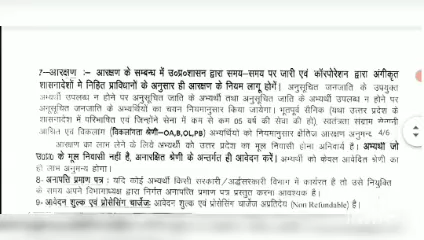 7–आरक्षण :– आरक्षण के सम्बन्ध में उ०प्र०शासन द्वारा समय–समय पर जारी एवं कॉरपोरेशन द्वारा अंगीकृत
शासनादेशों में निहित प्राविधानों के अनुसार ही आरक्षण के नियम लागू होगें। अनुसूचित जनजाति के उपयुक्त
अभ्यर्थी उपलब्ध न होने पर अनुसूचित जाति के अभ्यर्थी तथा अनुसूचित जाति के अभ्यर्थी उपलब्ध न होने पर
अनुसूचित जनजाति के अभ्यर्थियों का चयन नियमानुसार किया जायेगा। भूतपूर्व सैनिक (यथा उत्तर प्रदेश के
शासनादेश में परिभाषित एवं जिन्होंने सेना में कम से कम 05 वर्ष की सेवा की हो), स्वतंत्रता संग्राम सेनानी
आश्रित एवं विकलांग (विकलांगता श्रेणी–OA,B,OL,PB) अभ्यर्थियों को नियमानुसार क्षैतिज आरक्षण अनुमन्य 4/6
आरक्षण का लाभ लेने के लिये अभ्यर्थी को उत्तर प्रदेश का मूल निवासी होना अनिवार्य है। अभ्यर्थी जो
उ०प्र० के मूल निवासी नहीं है, अनारक्षित श्रेणी के अन्तर्गत ही आवेदन करें। अभ्यर्थी को केवल आवेदित श्रेणी का
ही लाभ अनुमन्य होगा।
8– अनापत्ति प्रमाण पत्र : यदि कोई अभ्यर्थी किसी सरकारी/अर्द्धसरकारी विभाग में कार्यरत है तो उसे नियुक्ति
के समय अपने विभागाध्यक्ष द्वारा निर्गत अनापत्ति प्रमाण पत्र प्रस्तुत करना आवश्यक है।
9– आवेदन शुल्क एवं प्रोसेसिंग चार्जेज: आवेदन शुल्क एवं प्रोसेसिंग चार्जेज अप्रतिदेय (Non Refundable) है।